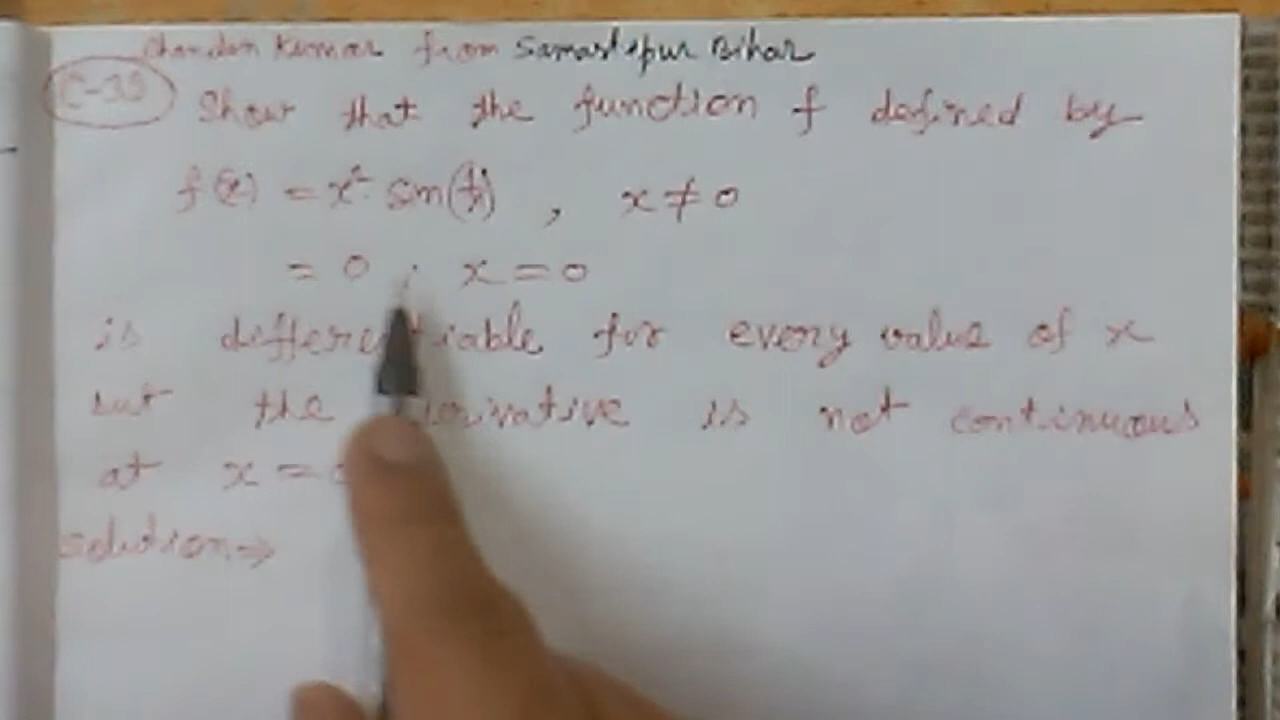 Chandan Kumar from Samastipur Bihar
C-39 Show that the function f defined by
f(x) = x². sin(1/x) , x ≠ 0
= 0 , x = 0
is differentiable for every value of x
but the derivative is not continuous
at x = 0
solution ⇒